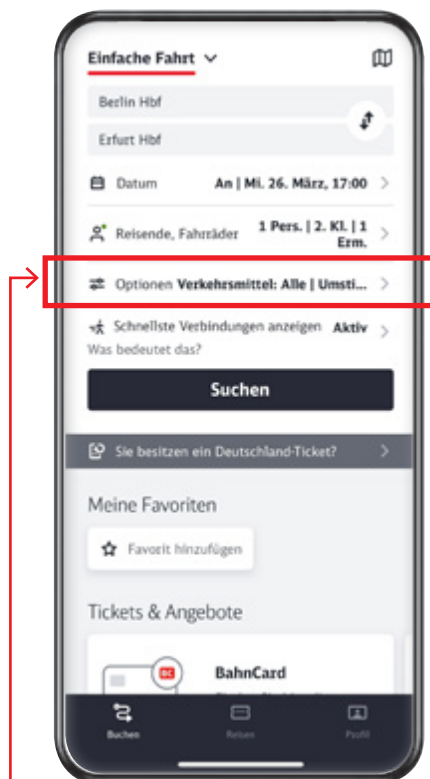 Einfache Fahrt
Berlin Hbf
Erfurt Hbf
Datum An | Mi. 26. März, 17:00
Reisende, Fahrräder 1 Pers. | 2. Kl. | 1
Erm.
Optionen Verkehrsmittel: Alle | Umsti...
Schnellste Verbindungen anzeigen Aktiv
Was bedeutet das?
Suchen
Sie besitzen ein Deutschland-Ticket?
Meine Favoriten
Favorit hinzufügen
Tickets & Angebote
BC
BahnCard
Buchen Reisen Profil